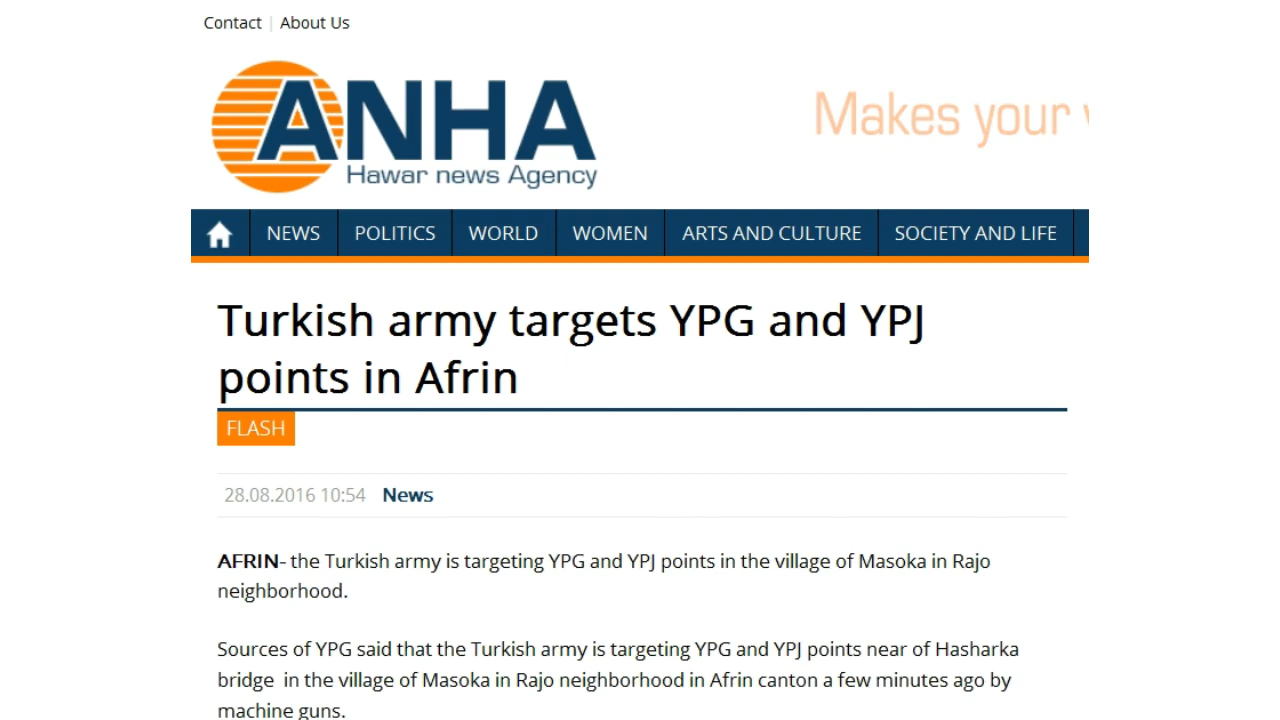 Contact | About Us
ANHA
Hawar news Agency
Makes your
NEWS POLITICS WORLD WOMEN ARTS AND CULTURE SOCIETY AND LIFE
Turkish army targets YPG and YPJ
points in Afrin
FLASH
28.08.2016 10:54 News
AFRIN- the Turkish army is targeting YPG and YPJ points in the village of Masoka in Rajo
neighborhood.
Sources of YPG said that the Turkish army is targeting YPG and YPJ points near of Hasharka
bridge in the village of Masoka in Rajo neighborhood in Afrin canton a few minutes ago by
machine guns.